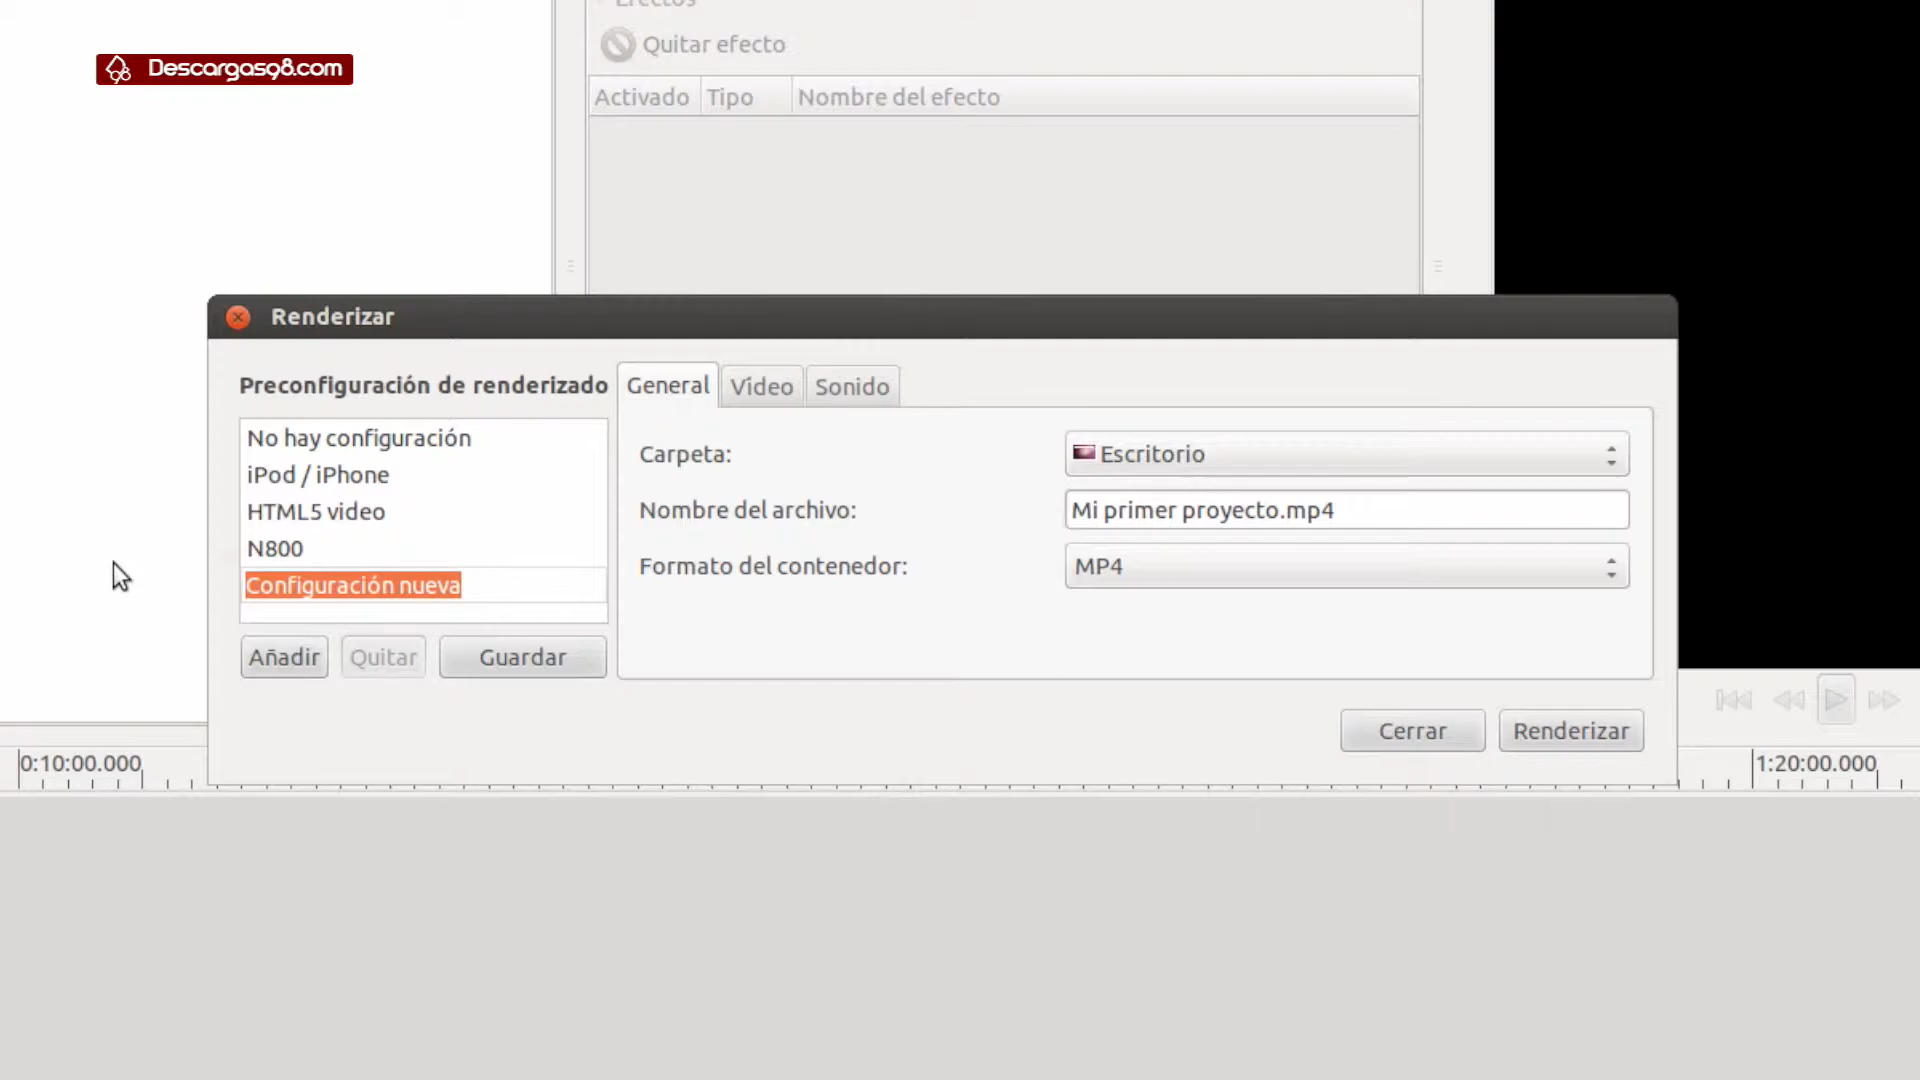 Efectos
Quitar efecto
Descargas98.com
Activado Tipo Nombre del efecto
Renderizar
Preconfiguración de renderizado
General Vídeo Sonido
No hay configuración
iPod / iPhone
HTML5 video
N800
Configuración nueva
Añadir Quitar Guardar
Carpeta: Escritorio
Nombre del archivo: Mi primer proyecto.mp4
Formato del contenedor: MP4
Cerrar Renderizar
0:10:00.000 1:20:00.000